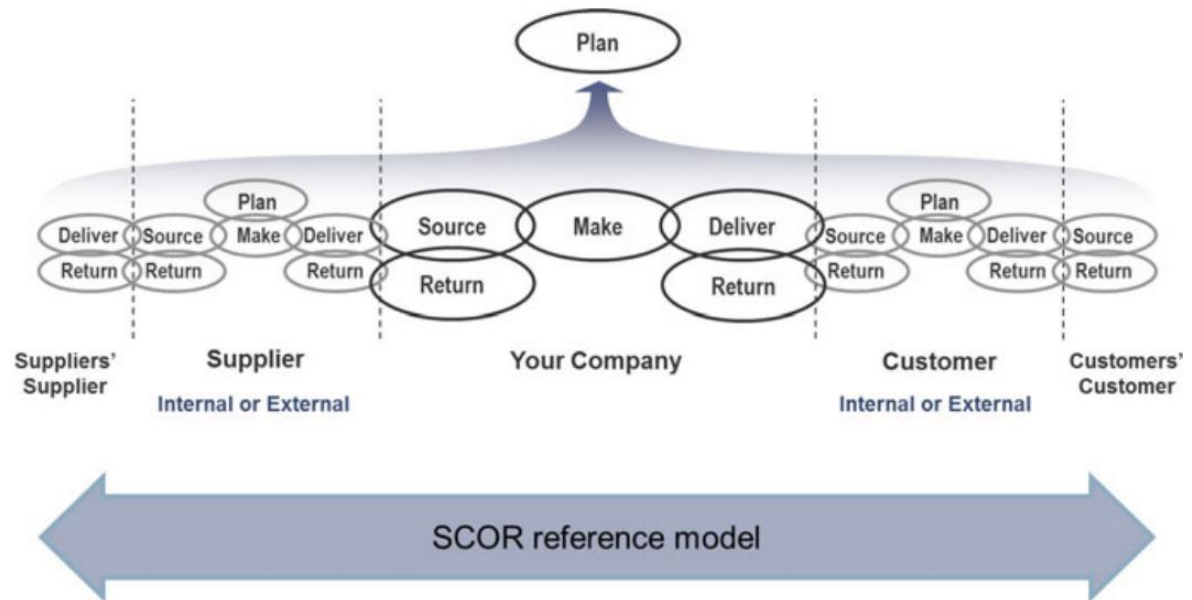 Plan
Plan
Plan
Deliver
Source
Make
Deliver
Source
Make
Deliver
Source
Make
Deliver
Source
Return
Return
Return
Return
Return
Return
Return
Return
Suppliers'
Supplier
Supplier
Internal or External
Your Company
Customer
Internal or External
Customers'
Customer
SCOR reference model